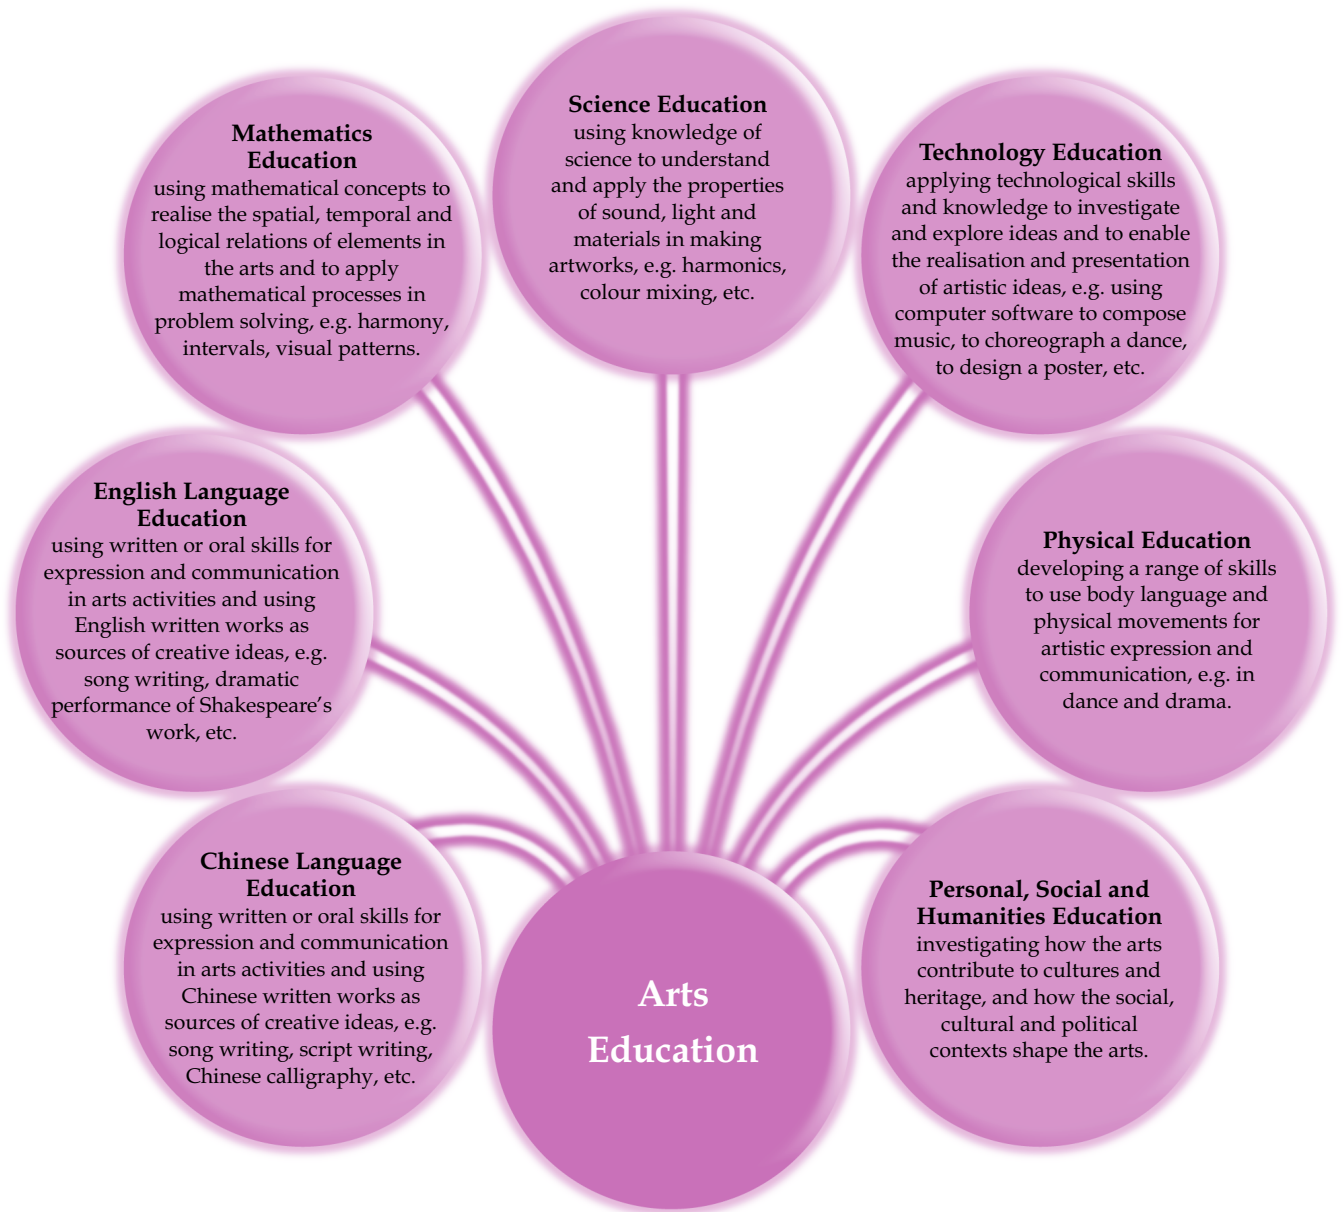 Science Education
using knowledge of
science to understand
and apply the properties
of sound, light and
materials in making
artworks, e.g. harmonics,
colour mixing, etc.
Mathematics
Education
using mathematical concepts to
realise the spatial, temporal and
logical relations of elements in
the arts and to apply
mathematical processes in
problem solving, e.g. harmony,
intervals, visual patterns.
Technology Education
applying technological skills
and knowledge to investigate
and explore ideas and to enable
the realisation and presentation
of artistic ideas, e.g. using
computer software to compose
music, to choreograph a dance,
to design a poster, etc.
English Language
Education
using written or oral skills for
expression and communication
in arts activities and using
English written works as
sources of creative ideas, e.g.
song writing, dramatic
performance of Shakespeare’s
work, etc.
Physical Education
developing a range of skills
to use body language and
physical movements for
artistic expression and
communication, e.g. in
dance and drama.
Chinese Language
Education
using written or oral skills for
expression and communication
in arts activities and using
Chinese written works as
sources of creative ideas, e.g.
song writing, script writing,
Chinese calligraphy, etc.
Personal, Social and
Humanities Education
investigating how the arts
contribute to cultures and
heritage, and how the social,
cultural and political
contexts shape the arts.
Arts
Education